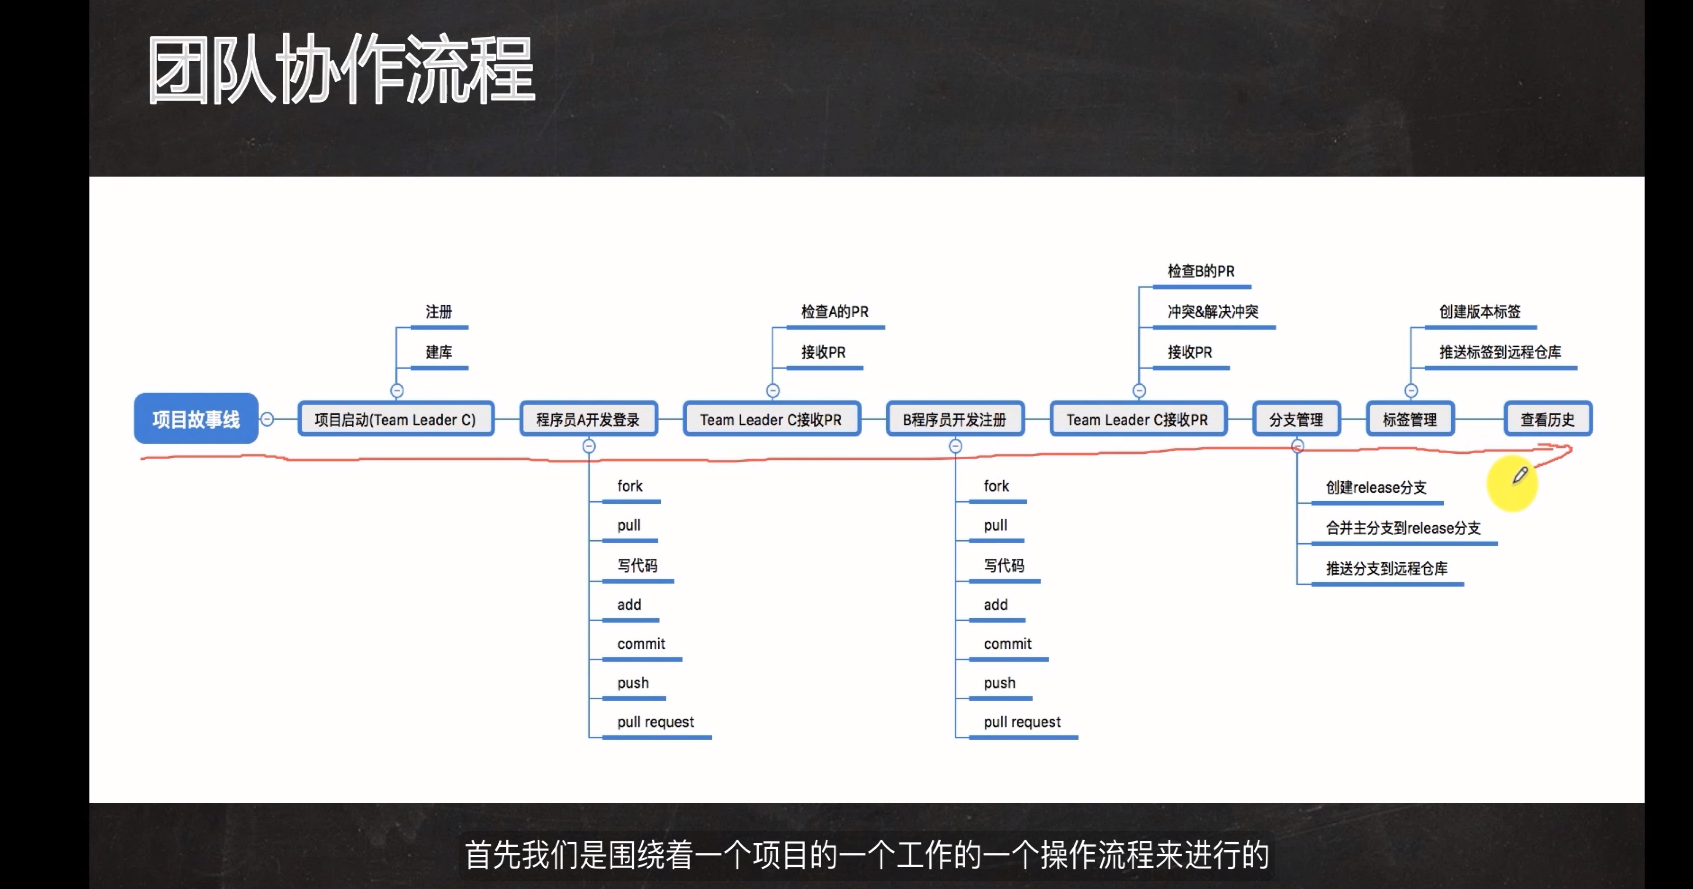 团队协作流程
注册
建库
检查A的PR
接收PR
检查B的PR
冲突&解决冲突
接收PR
创建版本标签
推送标签到远程仓库
项目故事线
项目启动(Team Leader C)
程序员A开发登录
Team Leader C接收PR
B程序员开发注册
Team Leader C接收PR
分支管理
标签管理
查看历史
fork
pull
写代码
add
commit
push
pull request
fork
pull
写代码
add
commit
push
pull request
创建release分支
合并主分支到release分支
推送分支到远程仓库
首先我们是围绕着一个项目的一个工作的一个操作流程来进行的